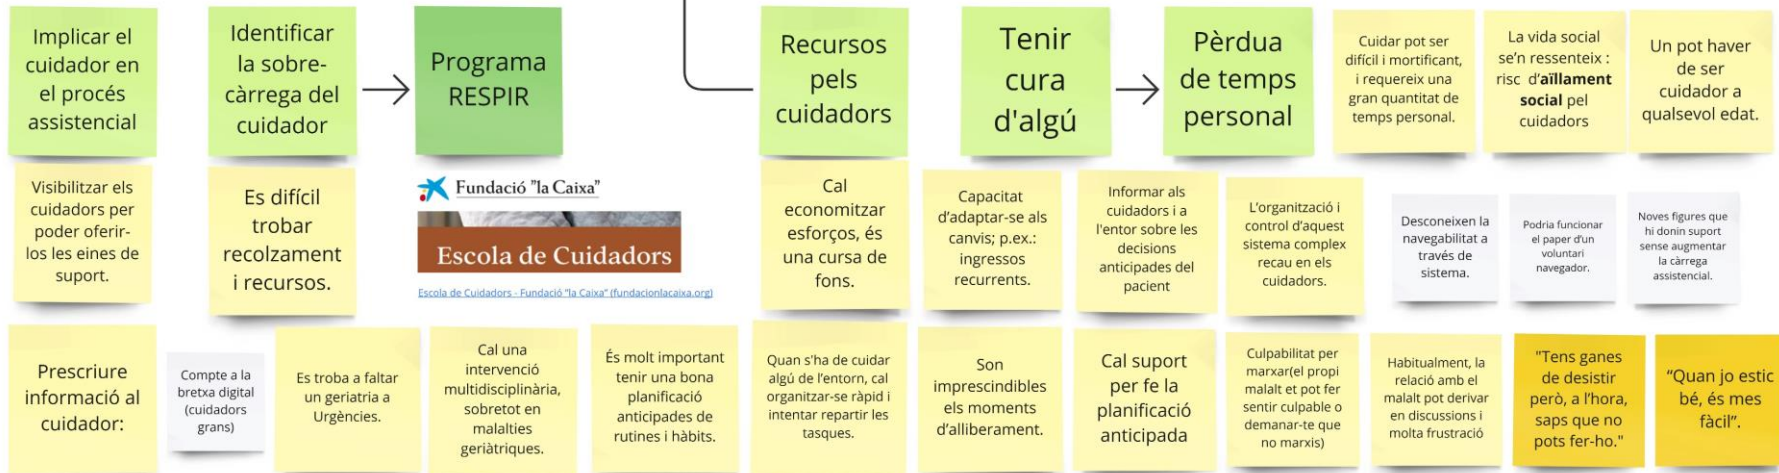 Implicar el
cuidador en
el procés
assistencial
Identificar
la sobre-
càrrega del
cuidador
Programa
RESPIR
Recursos
pels
cuidadors
Tenir
cura
d'algú
Pèrdua
de temps
personal
Cuidar pot ser
difícil i mortificant,
i requereix una
gran quantitat de
temps personal.
La vida social
se'n ressenteix :
risc d'aïllament
social pel
cuidadors
Un pot haver
de ser
cuidador a
qualsevol edat.
Visibilitzar els
cuidadors per
poder oferir-
los les eines de
suport.
Es difícil
trobar
recolzament
i recursos.
Fundació "la Caixa"
Escola de Cuidadors
Escola de Cuidadors - Fundació "la Caixa" (fundacionlacaixa.org)
Cal
economitzar
esforços, és
una cursa de
fons.
Capacitat
d'adaptar-se als
canvis; p.ex.:
ingressos
recurrents.
Informar als
cuidadors i a
l'entor sobre les
decisions
anticipades del
pacient
L'organització i
control d'aquest
sistema complex
recau en els
cuidadors.
Desconeixen la
navegabilitat a
través de
sistema.
Podria funcionar
el paper d'un
voluntari
navegador.
Noves figures que
hi donin suport
sense augmentar
la càrrega
assistencial.
Prescriure
informació al
cuidador:
Compte a la
bretxa digital
(cuidadors
grans)
Es troba a faltar
un geriatria a
Urgències.
Cal una
intervenció
multidisciplinària,
sobretot en
malalties
geriàtriques.
És molt important
tenir una bona
planificació
anticipades de
rutines i hàbits.
Quan s'ha de cuidar
algú de l'entorn, cal
organitzar-se ràpid i
intentar repartir les
tasques.
Son
imprescindibles
els moments
d'alliberament.
Cal suport
per fe la
planificació
anticipada
Culpabilitat per
marxar(el propi
malalt et pot fer
sentir culpable o
demanar-te que
no marxis)
Habitualment, la
relació amb el
malalt pot derivar
en discussions i
molta frustració
"Tens ganes
de desistir
però, a l'hora,
saps que no
pots fer-ho."
"Quan jo estic
bé, és mes
fàcil".